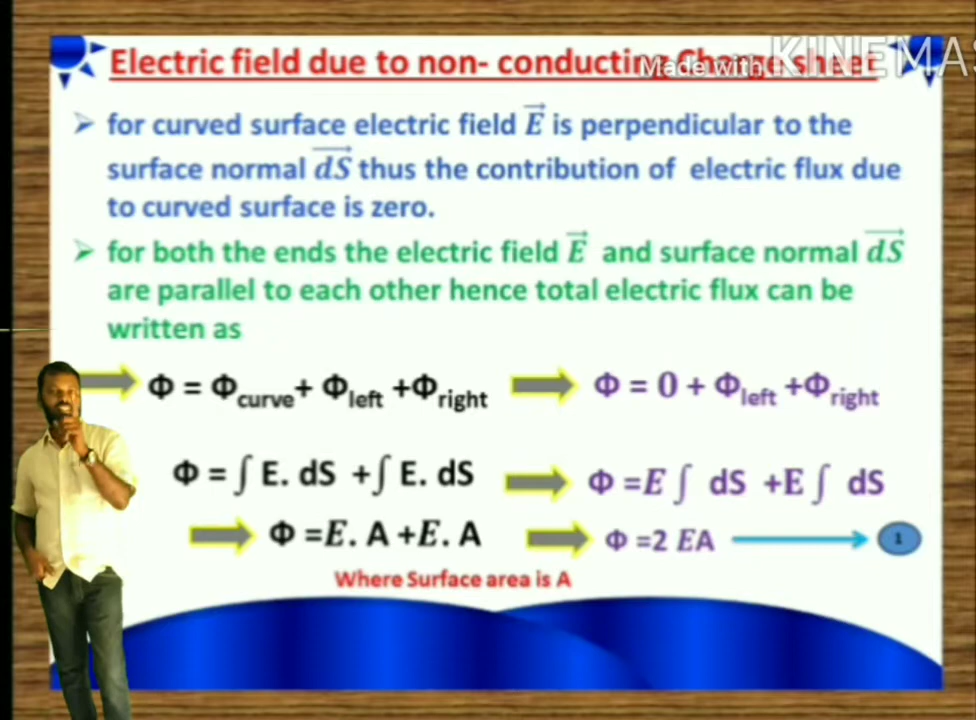 Electric field due to non- conducting Charge sheet
Made with KINEMAS
➢ for curved surface electric field E⃗ is perpendicular to the
surface normal dS⃗ thus the contribution of electric flux due
to curved surface is zero.
➢ for both the ends the electric field E⃗ and surface normal dS⃗
are parallel to each other hence total electric flux can be
written as
Φ = Φcurve+ Φleft +Φright Φ = 0 + Φleft +Φright
Φ = ∫ E. dS +∫ E. dS Φ =E ∫ dS +E ∫ dS
Φ =E. A +E. A Φ =2 EA 1
Where Surface area is A